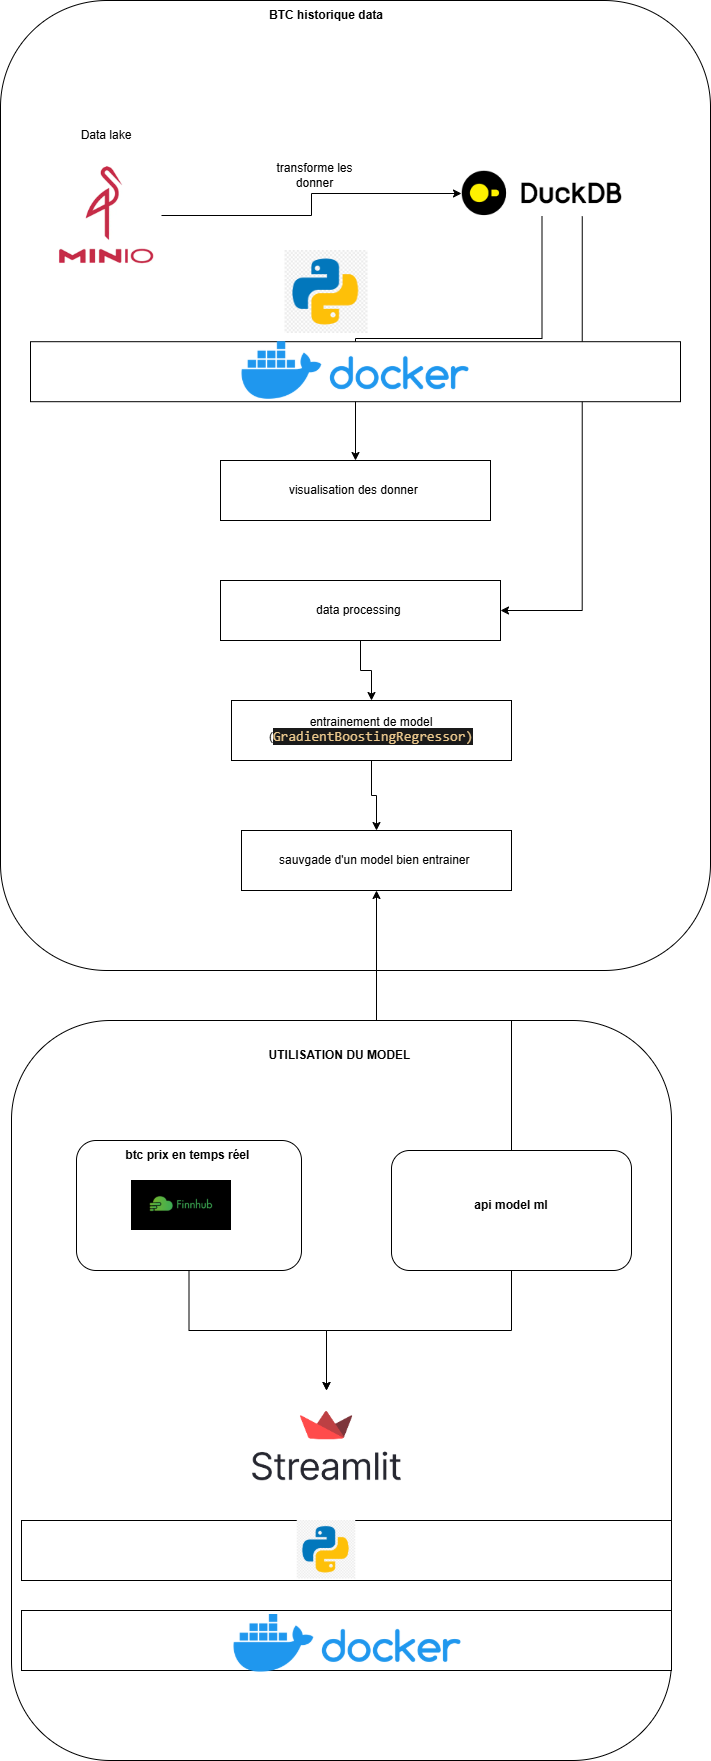 BTC historique data
Data lake
transforme les
donner
MINIO
DuckDB
docker
visualisation des donner
data processing
entrainement de model
(GradientBoostingRegressor)
sauvgade d'un model bien entrainer
UTILISATION DU MODEL
btc prix en temps réel
Finnhub
api model ml
Streamlit
docker